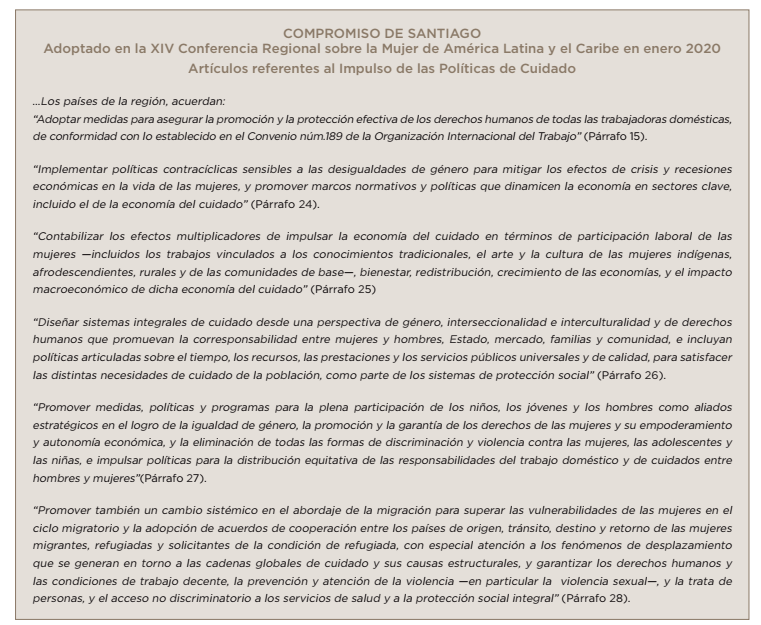 COMPROMISO DE SANTIAGO
Adoptado en la XIV Conferencia Regional sobre la Mujer de América Latina y el Caribe en enero 2020
Artículos referentes al Impulso de las Políticas de Cuidado
...Los países de la región, acuerdan:
“Adoptar medidas para asegurar la promoción y la protección efectiva de los derechos humanos de todas las trabajadoras domésticas,
de conformidad con lo establecido en el Convenio núm.189 de la Organización Internacional del Trabajo” (Párrafo 15).
“Implementar políticas contracíclicas sensibles a las desigualdades de género para mitigar los efectos de crisis y recesiones
económicas en la vida de las mujeres, y promover marcos normativos y políticas que dinamicen la economía en sectores clave,
incluido el de la economía del cuidado” (Párrafo 24).
“Contabilizar los efectos multiplicadores de impulsar la economía del cuidado en términos de participación laboral de las
mujeres —incluidos los trabajos vinculados a los conocimientos tradicionales, el arte y la cultura de las mujeres indígenas,
afrodescendientes, rurales y de las comunidades de base—, bienestar, redistribución, crecimiento de las economías, y el impacto
macroeconómico de dicha economía del cuidado” (Párrafo 25)
“Diseñar sistemas integrales de cuidado desde una perspectiva de género, interseccionalidad e interculturalidad y de derechos
humanos que promuevan la corresponsabilidad entre mujeres y hombres, Estado, mercado, familias y comunidad, e incluyan
políticas articuladas sobre el tiempo, los recursos, las prestaciones y los servicios públicos universales y de calidad, para satisfacer
las distintas necesidades de cuidado de la población, como parte de los sistemas de protección social” (Párrafo 26).
“Promover medidas, políticas y programas para la plena participación de los niños, los jóvenes y los hombres como aliados
estratégicos en el logro de la igualdad de género, la promoción y la garantía de los derechos de las mujeres y su empoderamiento
y autonomía económica, y la eliminación de todas las formas de discriminación y violencia contra las mujeres, las adolescentes y
las niñas, e impulsar políticas para la distribución equitativa de las responsabilidades del trabajo doméstico y de cuidados entre
hombres y mujeres”(Párrafo 27).
“Promover también un cambio sistémico en el abordaje de la migración para superar las vulnerabilidades de las mujeres en el
ciclo migratorio y la adopción de acuerdos de cooperación entre los países de origen, tránsito, destino y retorno de las mujeres
migrantes, refugiadas y solicitantes de la condición de refugiada, con especial atención a los fenómenos de desplazamiento
que se generan en torno a las cadenas globales de cuidado y sus causas estructurales, y garantizar los derechos humanos y
las condiciones de trabajo decente, la prevención y atención de la violencia —en particular la violencia sexual—, y la trata de
personas, y el acceso no discriminatorio a los servicios de salud y a la protección social integral” (Párrafo 28).